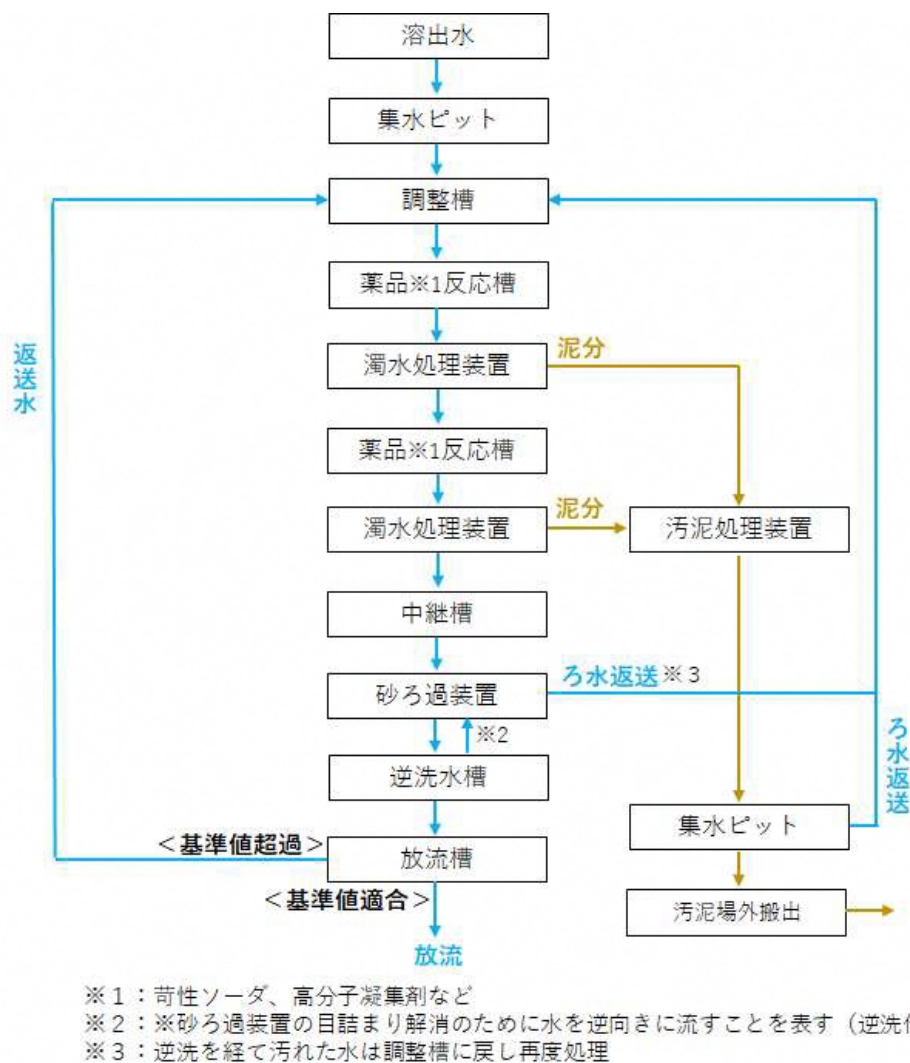 溶出水
集水ピット
調整槽
薬品※1反応槽
返送水
濁水処理装置
泥分
薬品※1反応槽
濁水処理装置
泥分
汚泥処理装置
中継槽
砂ろ過装置
ろ水返送※３
※2
逆洗水槽
ろ水返送
集水ピット
＜基準値超過＞
放流槽
＜基準値適合＞
汚泥場外搬出
放流
※１：苛性ソーダ、高分子凝集剤など
※２：※砂ろ過装置の目詰まり解消のために水を逆向きに流すことを表す（逆洗
※３：逆洗を経て汚れた水は調整槽に戻し再度処理